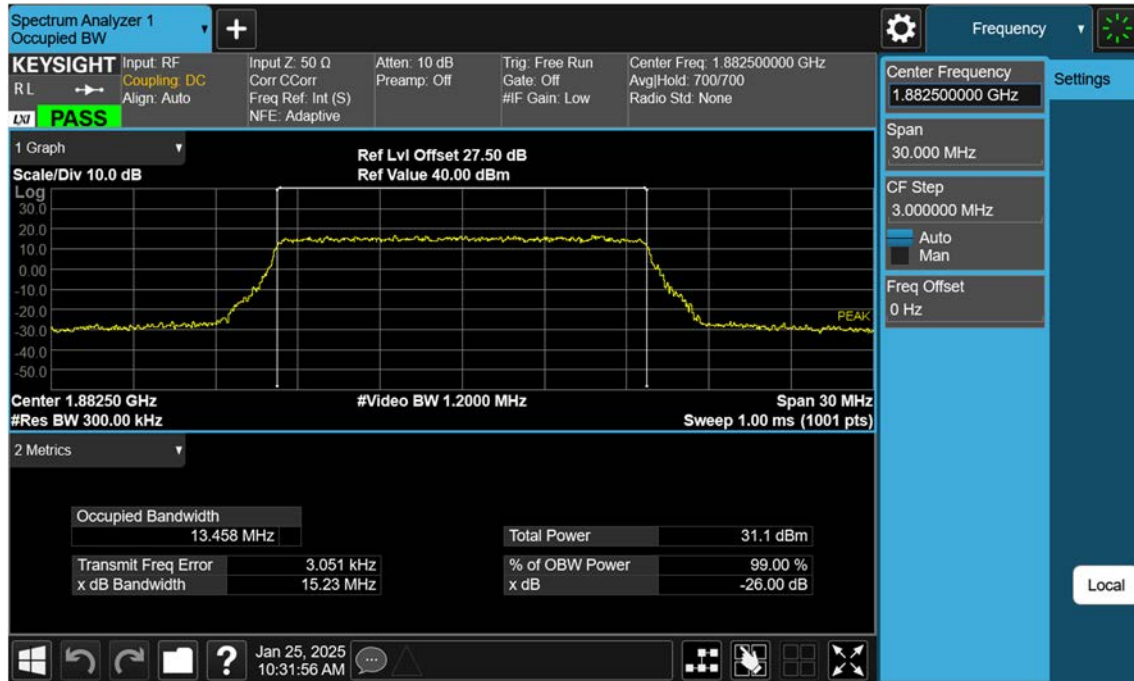 Spectrum Analyzer 1
Occupied BW
Frequency
KEYSIGHT
RL
LXI PASS
Input: RF
Coupling: DC
Align: Auto
Input Z: 50 Ω
Corr CCorr
Freq Ref: Int (S)
NFE: Adaptive
Atten: 10 dB
Preamp: Off
Trig: Free Run
Gate: Off
#IF Gain: Low
Center Freq: 1.882500000 GHz
Avg|Hold: 700/700
Radio Std: None
Center Frequency
1.882500000 GHz
Settings
Span
30.000 MHz
CF Step
3.000000 MHz
Auto
Man
Freq Offset
0 Hz
Local
1 Graph
Scale/Div 10.0 dB
Ref Lvl Offset 27.50 dB
Ref Value 40.00 dBm
Log
30.0
20.0
10.0
0.00
-10.0
-20.0
-30.0
-40.0
-50.0
PEAK
Center 1.88250 GHz
#Video BW 1.2000 MHz
Span 30 MHz
#Res BW 300.00 kHz
Sweep 1.00 ms (1001 pts)
2 Metrics
Occupied Bandwidth
13.458 MHz
Total Power 31.1 dBm
Transmit Freq Error 3.051 kHz
% of OBW Power 99.00 %
x dB Bandwidth 15.23 MHz
x dB -26.00 dB
?
Jan 25, 2025
10:31:56 AM